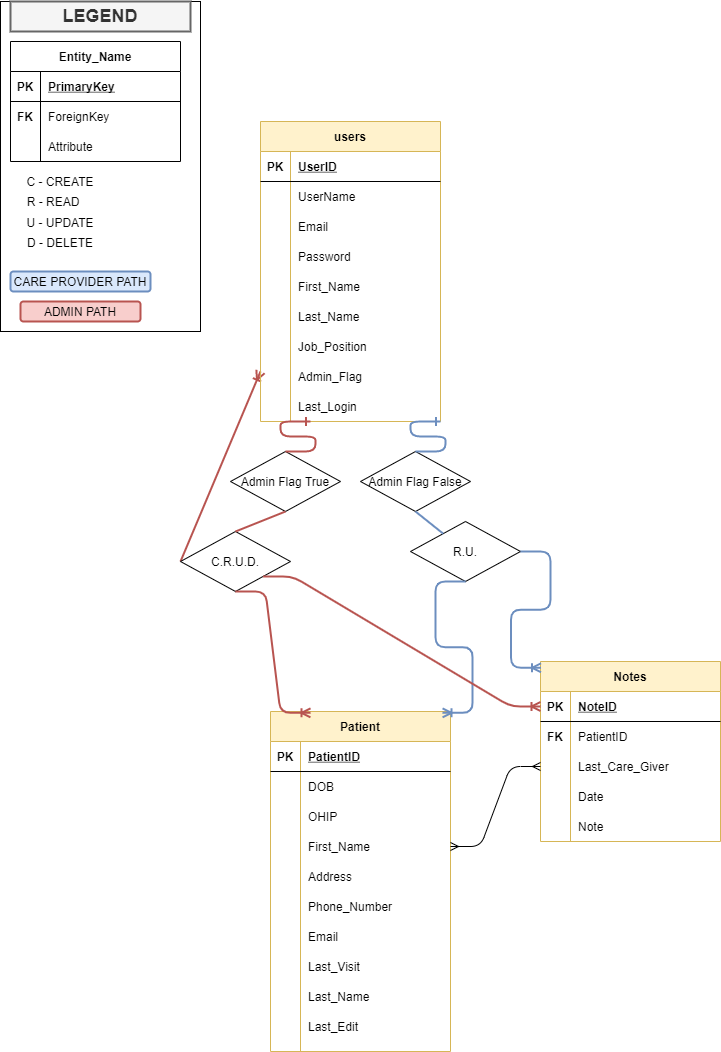 LEGEND
Entity_Name
PK PrimaryKey
FK ForeignKey
Attribute
C - CREATE
R - READ
U - UPDATE
D - DELETE
CARE PROVIDER PATH
ADMIN PATH
users
PK UserID
UserName
Email
Password
First_Name
Last_Name
Job_Position
Admin_Flag
Last_Login
Admin Flag True
Admin Flag False
C.R.U.D.
R.U.
Notes
PK NoteID
FK PatientID
Last_Care_Giver
Date
Note
Patient
PK PatientID
DOB
OHIP
First_Name
Address
Phone_Number
Email
Last_Visit
Last_Name
Last_Edit